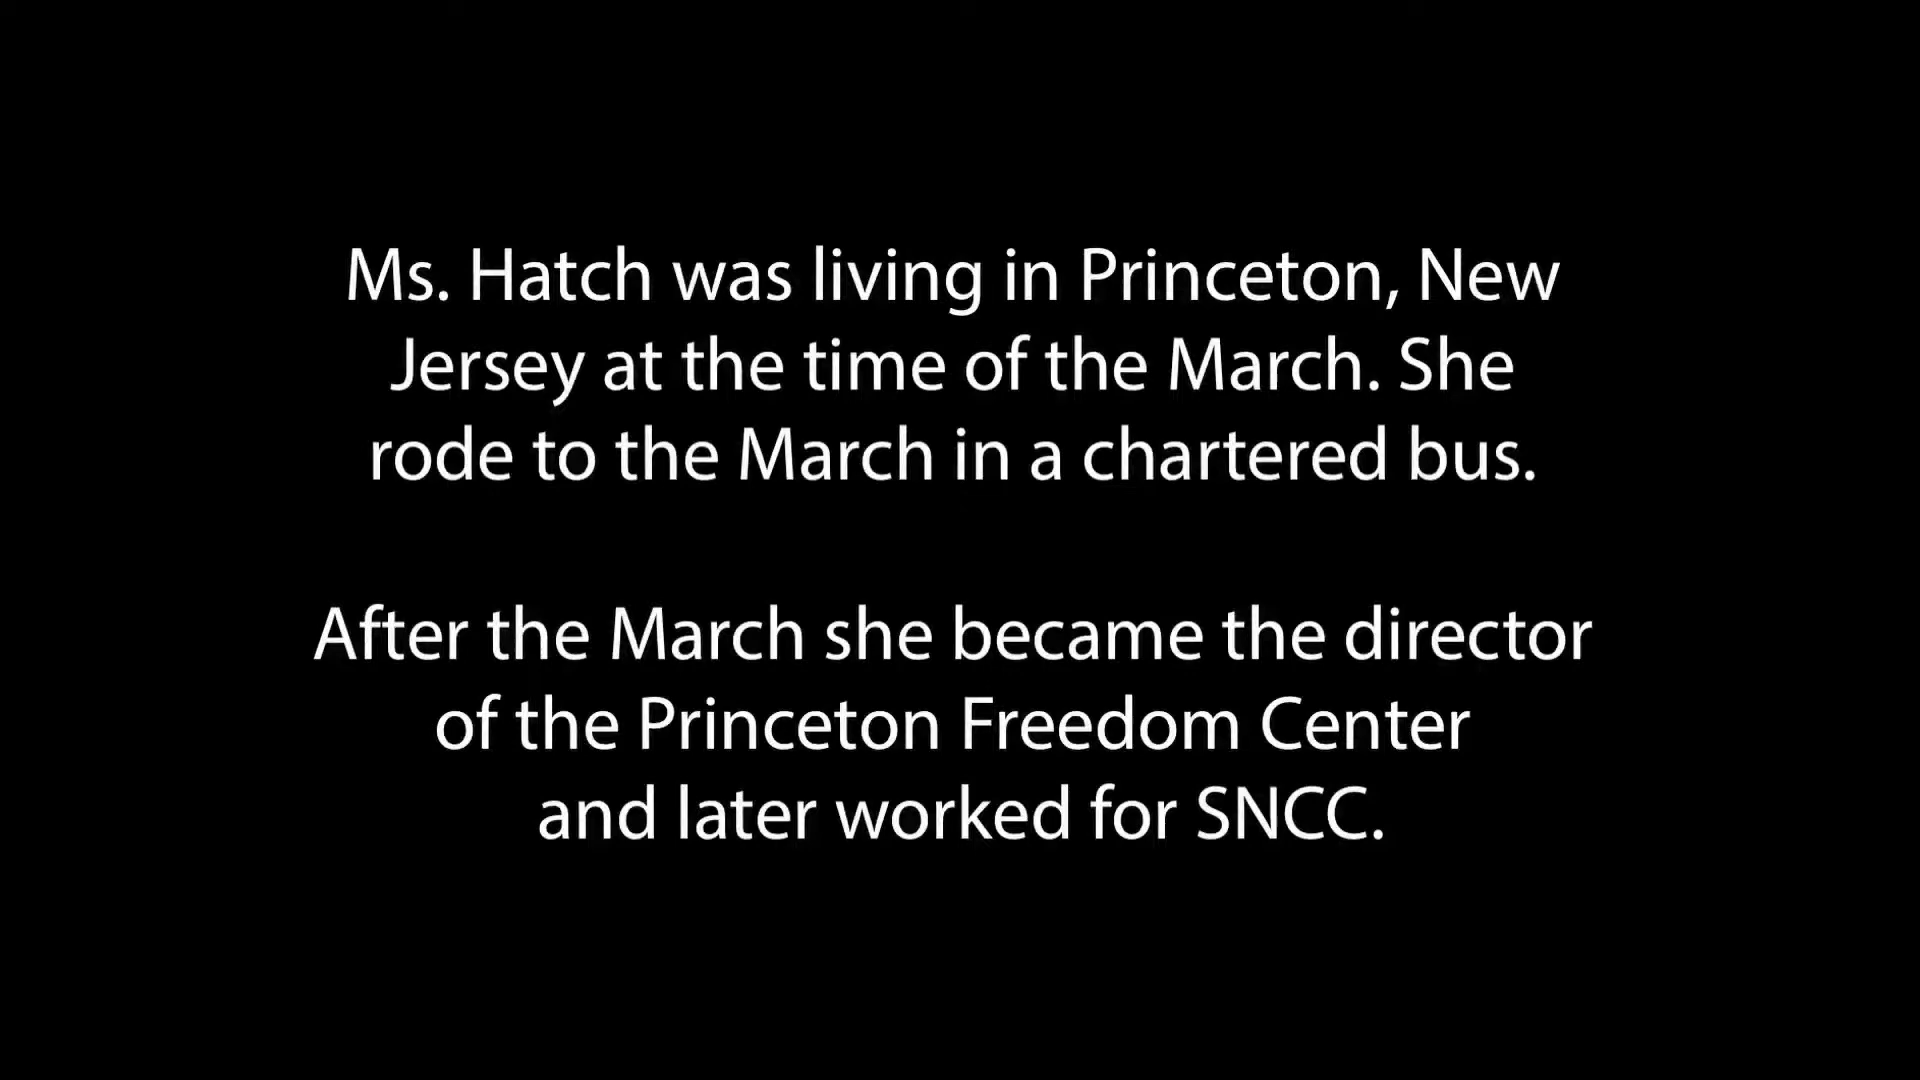 Ms. Hatch was living in Princeton, New
Jersey at the time of the March. She
rode to the March in a chartered bus.
After the March she became the director
of the Princeton Freedom Center
and later worked for SNCC.